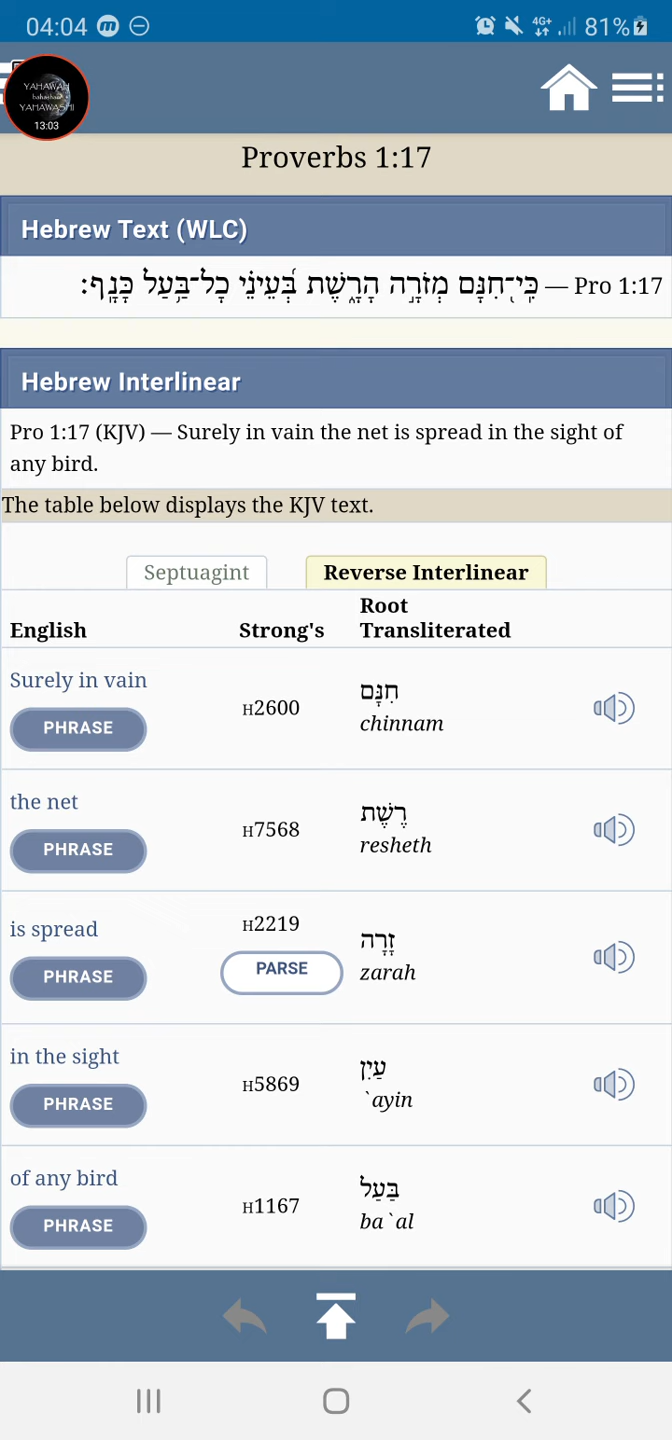 04:04 4G+ 81%
YAHAWAH
bahasham
YAHAWASHI
13:03
Proverbs 1:17
Hebrew Text (WLC)
כִּֽי־חִ֭נָּם מְזֹרָ֣ה הָרָ֑שֶׁת בְּ֝עֵינֵ֗י כָל־בַּ֥עַל כָּנָֽף׃ — Pro 1:17
Hebrew Interlinear
Pro 1:17 (KJV) — Surely in vain the net is spread in the sight of
any bird.
The table below displays the KJV text.
Septuagint Reverse Interlinear
English Strong's Root
Transliterated
Surely in vain
PHRASE
H2600
חִנָּם
chinnam
the net
PHRASE
H7568
רֶשֶׁת
resheth
is spread
PHRASE
H2219
PARSE
זָרָה
zarah
in the sight
PHRASE
H5869
עַיִן
`ayin
of any bird
PHRASE
H1167
בַּעַל
ba`al